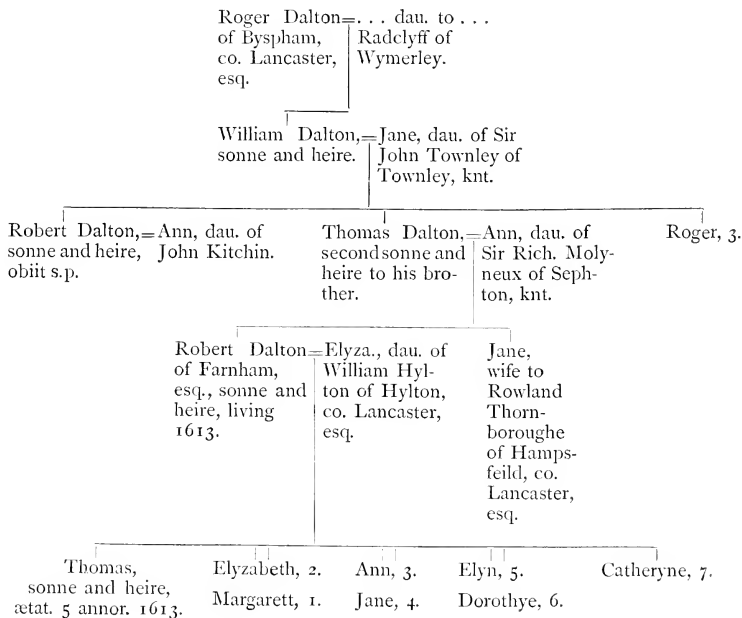 Roger Dalton=. . . dau. to . . .
of Byspham,
co. Lancaster,
esq.
Radclyff of
Wymerley.
William Dalton,=Jane, dau. of Sir
sonne and heire.
John Townley of
Townley, knt.
Robert Dalton,=Ann, dau. of
sonne and heire,
obiit s.p.
John Kitchin.
Thomas Dalton,=Ann, dau. of
second sonne and
heire to his bro-
ther.
Sir Rich. Moly-
neux of Seph-
ton, knt.
Roger, 3.
Robert Dalton=Elyza., dau. of
of Farnham,
esq., sonne and
heire, living
1613.
William Hyl-
ton of Hylton,
co. Lancaster,
esq.
Jane,
wife to
Rowland
Thorn-
boroughe
of Hamps-
feild, co.
Lancaster,
esq.
Thomas,
sonne and heire,
ætat. 5 annor. 1613.
Elyzabeth, 2.
Margarett, 1.
Ann, 3.
Jane, 4.
Elyn, 5.
Dorothye, 6.
Catheryne, 7.